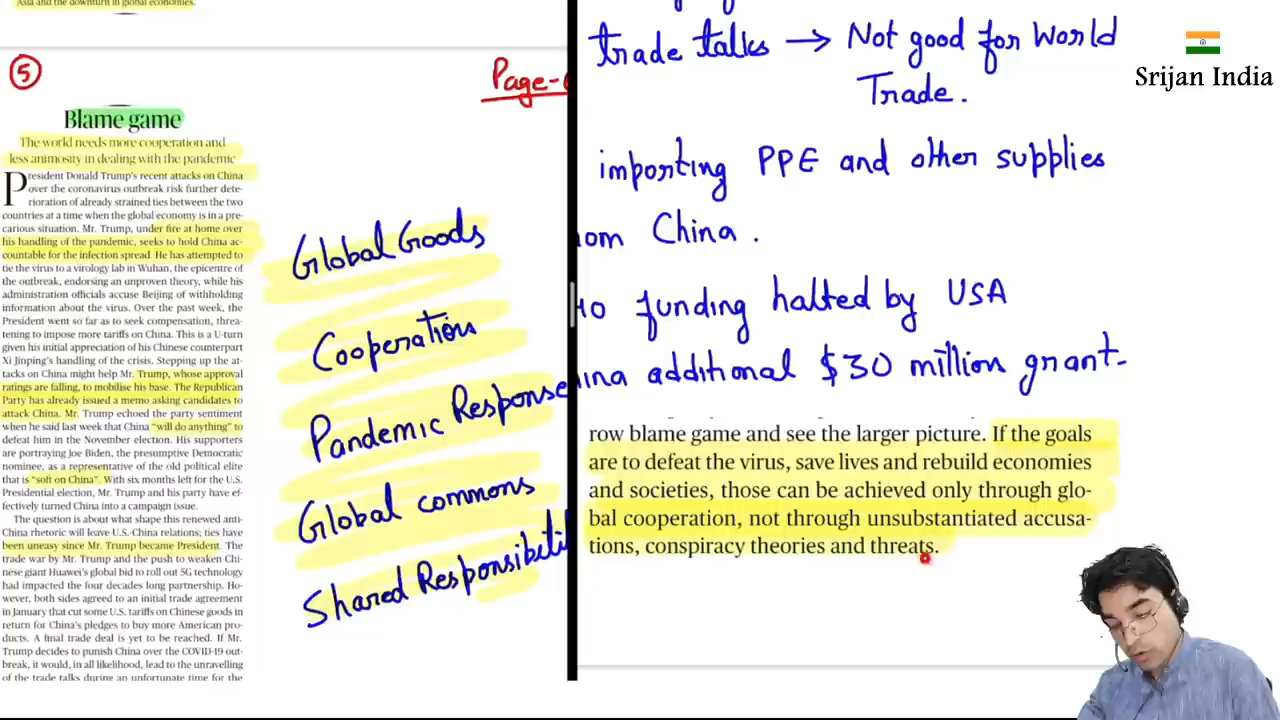 Asia and the downturn in global economies.
5
Page-
Blame game
The world needs more cooperation and
less animosity in dealing with the pandemic
President Donald Trump's recent attacks on China
over the coronavirus outbreak risk further dete-
rioration of already strained ties between the two
countries at a time when the global economy is in a pre-
carious situation. Mr. Trump, under fire at home over
his handling of the pandemic, seeks to hold China ac-
countable for the infection spread. He has attempted to
tie the virus to a virology lab in Wuhan, the epicentre of
the outbreak, endorsing an unproven theory, while his
administration officials accuse Beijing of withholding
information about the virus. Over the past week, the
President went so far as to seek compensation, threa-
tening to impose more tariffs on China. This is a U-turn
given his initial appreciation of his Chinese counterpart
Xi Jinping's handling of the crisis. Stepping up the at-
tacks on China might help Mr. Trump, whose approval
ratings are falling, to mobilise his base. The Republican
Party has already issued a memo asking candidates to
attack China. Mr. Trump echoed the party sentiment
when he said last week that China "will do anything" to
defeat him in the November election. His supporters
are portraying Joe Biden, the presumptive Democratic
nominee, as a representative of the old political elite
that is "soft on China". With six months left for the U.S.
Presidential election, Mr. Trump and his party have ef-
fectively turned China into a campaign issue.
The question is about what shape this renewed anti-
China rhetoric will leave U.S.-China relations; ties have
been uneasy since Mr. Trump became President. The
trade war by Mr. Trump and the push to weaken Chi-
nese giant Huawei's global bid to roll out 5G technology
had impacted the four decades long partnership. Ho-
wever, both sides agreed to an initial trade agreement
in January that cut some U.S. tariffs on Chinese goods in
return for China's pledges to buy more American pro-
ducts. A final trade deal is yet to be reached. If Mr.
Trump decides to punish China over the COVID-19 out-
break, it would, in all likelihood, lead to the unravelling
of the trade talks during an unfortunate time for the
Global Goods
Cooperation
Pandemic Response
Global commons
Shared Responsibiliti
trade talks → Not good for World
Trade.
importing PPE and other supplies
om China.
HO funding halted by USA
ina additional $30 million grant-
row blame game and see the larger picture. If the goals
are to defeat the virus, save lives and rebuild economies
and societies, those can be achieved only through glo-
bal cooperation, not through unsubstantiated accusa-
tions, conspiracy theories and threats.
Srijan India